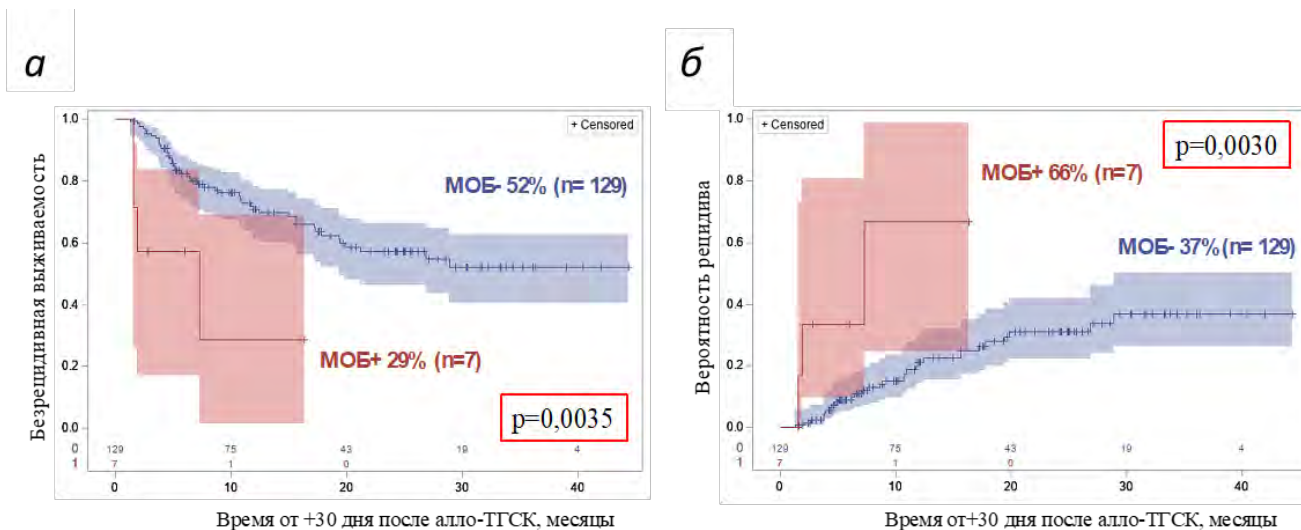 а
Безрецидивная выживаемость
1.0
0.8
0.6
0.4
0.2
0.0
+ Censored
МОБ- 52% (n= 129)
МОБ+ 29% (n=7)
p=0,0035
0 129 75 43 19 4
1 7 1 0
0 10 20 30 40
Время от +30 дня после алло-ТГСК, месяцы
б
Вероятность рецидива
1.0
0.8
0.6
0.4
0.2
0.0
+ Censored
p=0,0030
МОБ+ 66% (n=7)
МОБ- 37%(n= 129)
0 129 75 43 19 4
1 7 1 0
0 10 20 30 40
Время от+30 дня после алло-ТГСК, месяцы